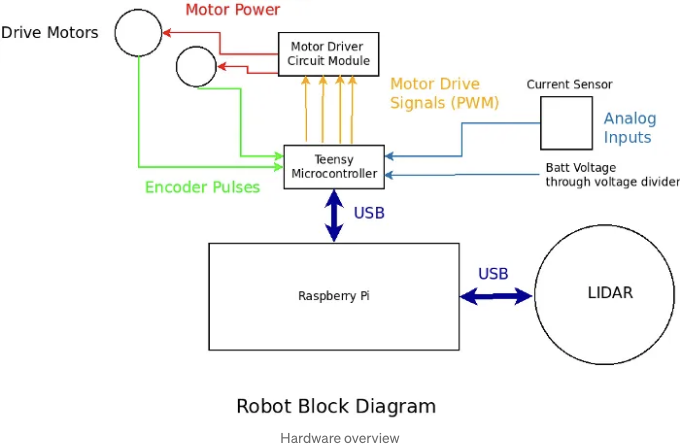 Motor Power
Drive Motors
Motor Driver
Circuit Module
Motor Drive
Signals (PWM)
Current Sensor
Analog
Inputs
Teensy
Microcontroller
Batt Voltage
through voltage divider
Encoder Pulses
USB
USB
Raspberry Pi
LIDAR
Robot Block Diagram
Hardware overview